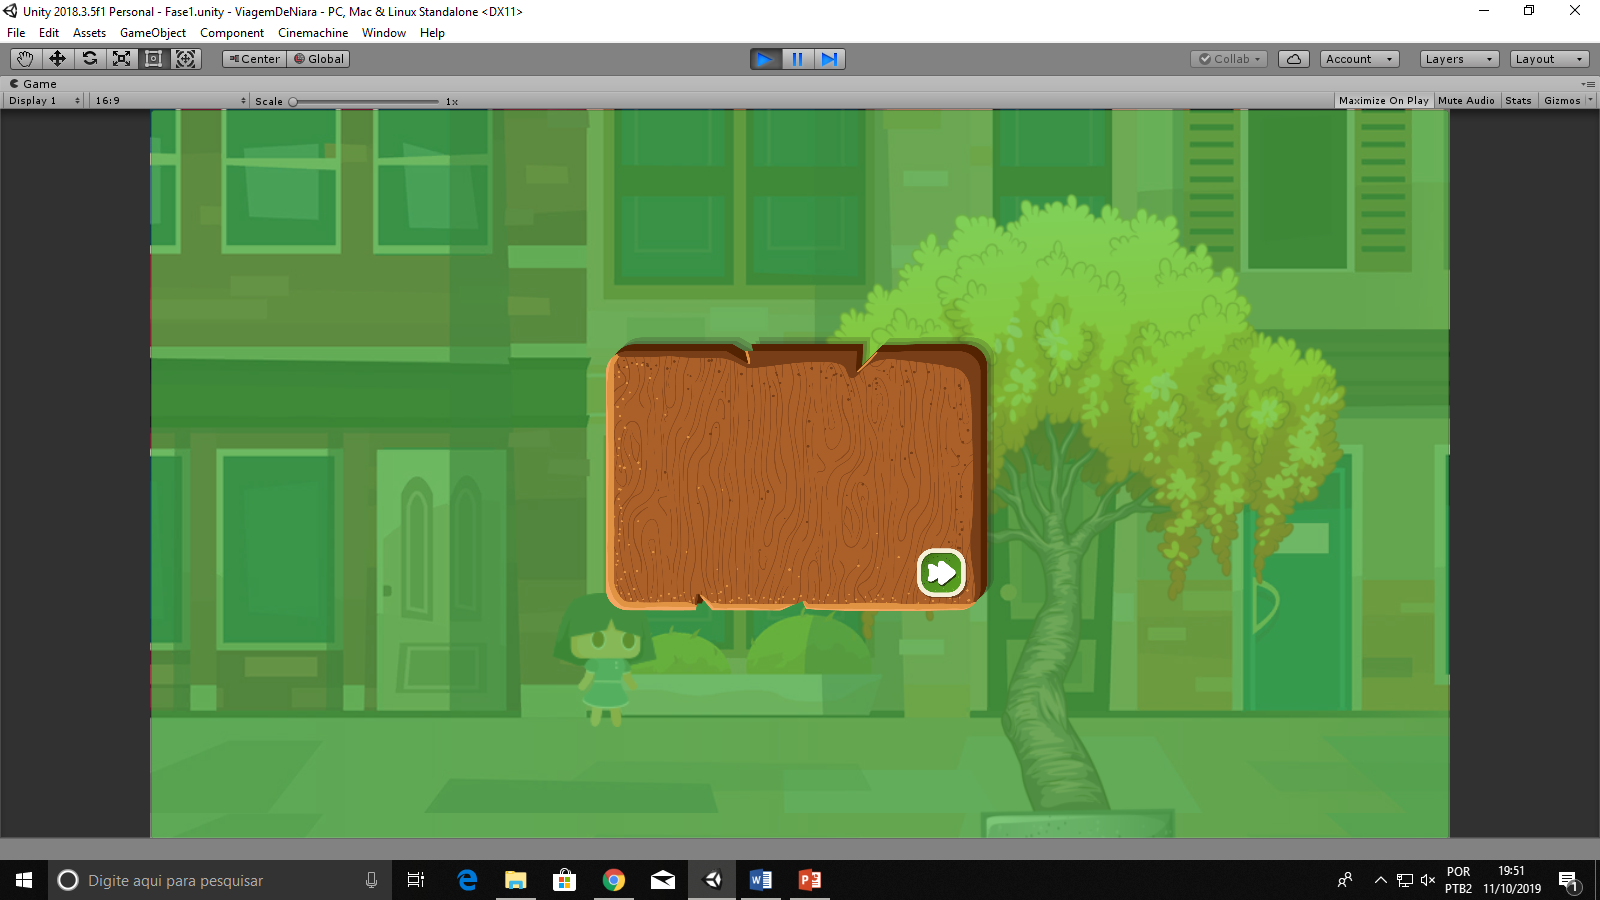 Unity 2018.3.5f1 Personal - Fase1.unity - ViagemDeNiara - PC, Mac & Linux Standalone <DX11>
File Edit Assets GameObject Component Cinemachine Window Help
Center Global Collab Account Layers Layout
Game
Display 1 16:9 Scale 1x Maximize On Play Mute Audio Stats Gizmos
Digite aqui para pesquisar
POR 19:51
PTB2 11/10/2019 1